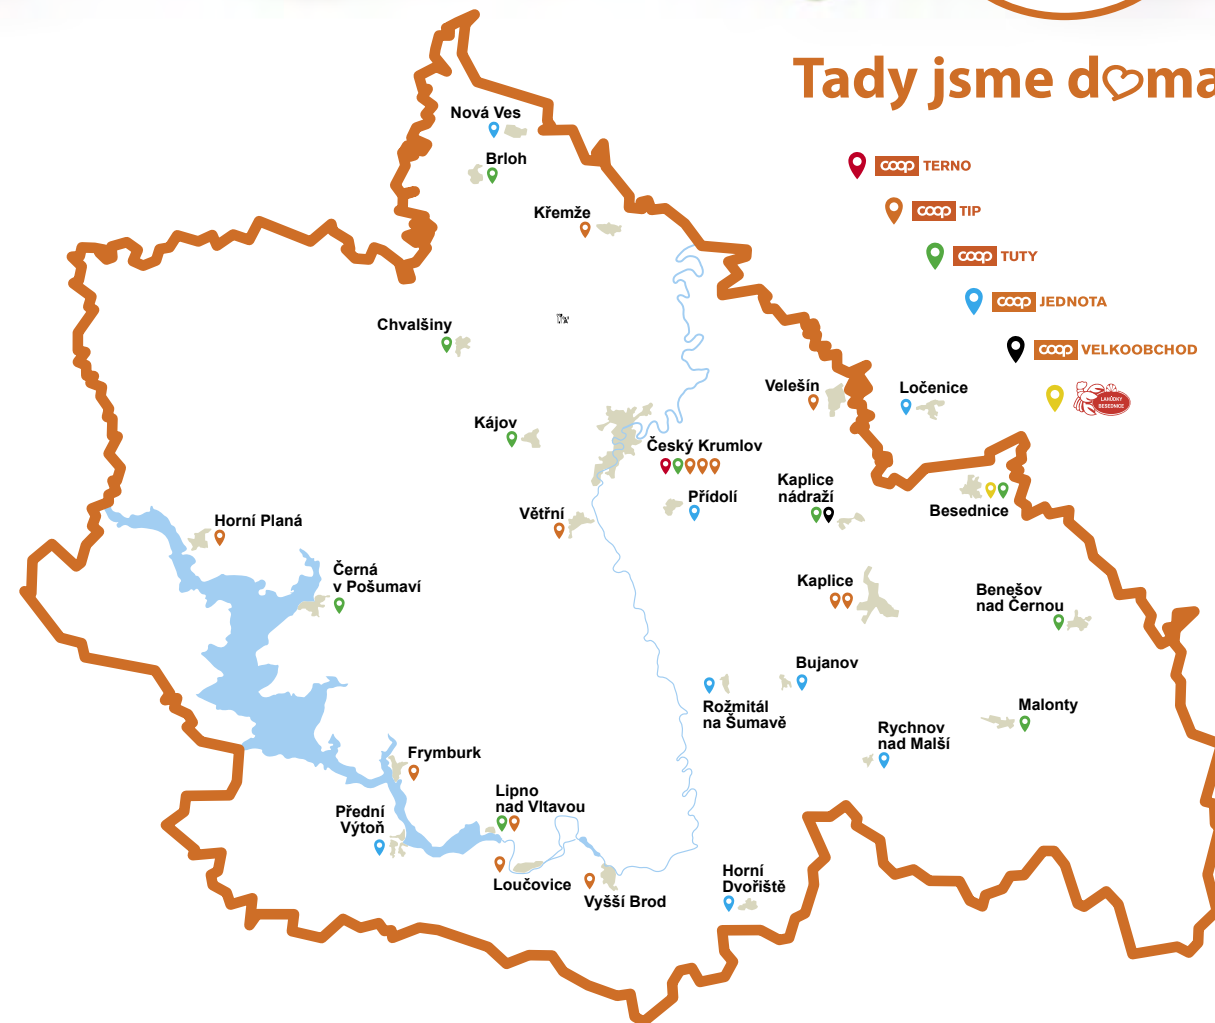 Tady jsme doma
coop TERNO
coop TIP
coop TUTY
coop JEDNOTA
coop VELKOOBCHOD
LAHŮDKY
BESEDNICE
Nová Ves
Brloh
Křemže
Chvalšiny
Velešín
Ločenice
Kájov
Český Krumlov
Kaplice
nádraží
Přídolí
Besednice
Větřní
Horní Planá
Černá
v Pošumaví
Kaplice
Benešov
nad Černou
Bujanov
Rožmitál
na Šumavě
Malonty
Rychnov
nad Malší
Frymburk
Lipno
nad Vltavou
Přední
Výtoň
Loučovice
Vyšší Brod
Horní
Dvořiště